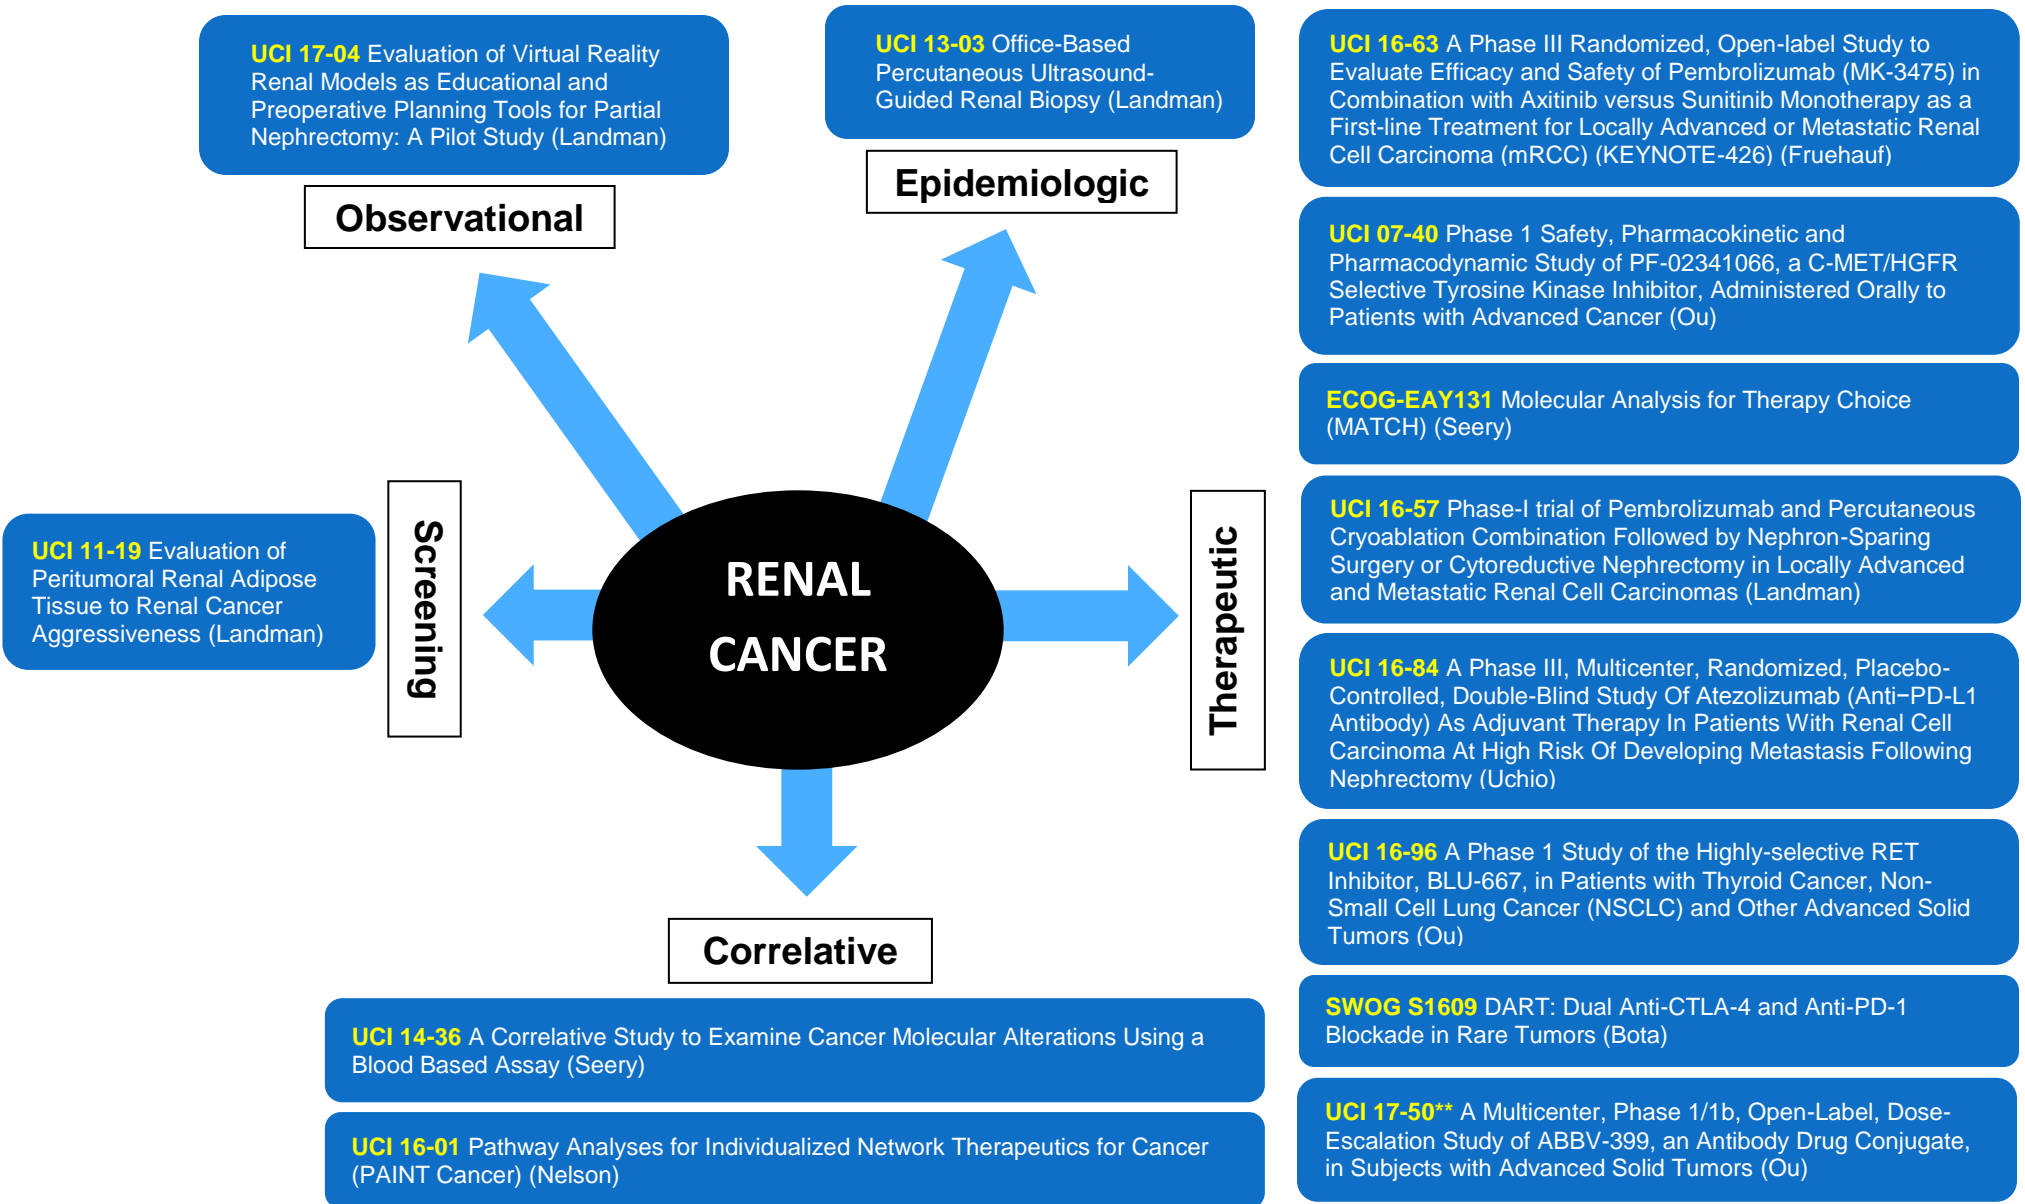 UCI 17-04 Evaluation of Virtual Reality
Renal Models as Educational and
Preoperative Planning Tools for Partial
Nephrectomy: A Pilot Study (Landman)
Observational
UCI 13-03 Office-Based
Percutaneous Ultrasound-
Guided Renal Biopsy (Landman)
Epidemiologic
UCI 11-19 Evaluation of
Peritumoral Renal Adipose
Tissue to Renal Cancer
Aggressiveness (Landman)
Screening
RENAL
CANCER
Therapeutic
UCI 16-63 A Phase III Randomized, Open-label Study to
Evaluate Efficacy and Safety of Pembrolizumab (MK-3475) in
Combination with Axitinib versus Sunitinib Monotherapy as a
First-line Treatment for Locally Advanced or Metastatic Renal
Cell Carcinoma (mRCC) (KEYNOTE-426) (Fruehauf)
UCI 07-40 Phase 1 Safety, Pharmacokinetic and
Pharmacodynamic Study of PF-02341066, a C-MET/HGFR
Selective Tyrosine Kinase Inhibitor, Administered Orally to
Patients with Advanced Cancer (Ou)
ECOG-EAY131 Molecular Analysis for Therapy Choice
(MATCH) (Seery)
UCI 16-57 Phase-I trial of Pembrolizumab and Percutaneous
Cryoablation Combination Followed by Nephron-Sparing
Surgery or Cytoreductive Nephrectomy in Locally Advanced
and Metastatic Renal Cell Carcinomas (Landman)
UCI 16-84 A Phase III, Multicenter, Randomized, Placebo-
Controlled, Double-Blind Study Of Atezolizumab (Anti−PD-L1
Antibody) As Adjuvant Therapy In Patients With Renal Cell
Carcinoma At High Risk Of Developing Metastasis Following
Nephrectomy (Uchio)
UCI 16-96 A Phase 1 Study of the Highly-selective RET
Inhibitor, BLU-667, in Patients with Thyroid Cancer, Non-
Small Cell Lung Cancer (NSCLC) and Other Advanced Solid
Tumors (Ou)
SWOG S1609 DART: Dual Anti-CTLA-4 and Anti-PD-1
Blockade in Rare Tumors (Bota)
UCI 17-50** A Multicenter, Phase 1/1b, Open-Label, Dose-
Escalation Study of ABBV-399, an Antibody Drug Conjugate,
in Subjects with Advanced Solid Tumors (Ou)
Correlative
UCI 14-36 A Correlative Study to Examine Cancer Molecular Alterations Using a
Blood Based Assay (Seery)
UCI 16-01 Pathway Analyses for Individualized Network Therapeutics for Cancer
(PAINT Cancer) (Nelson)